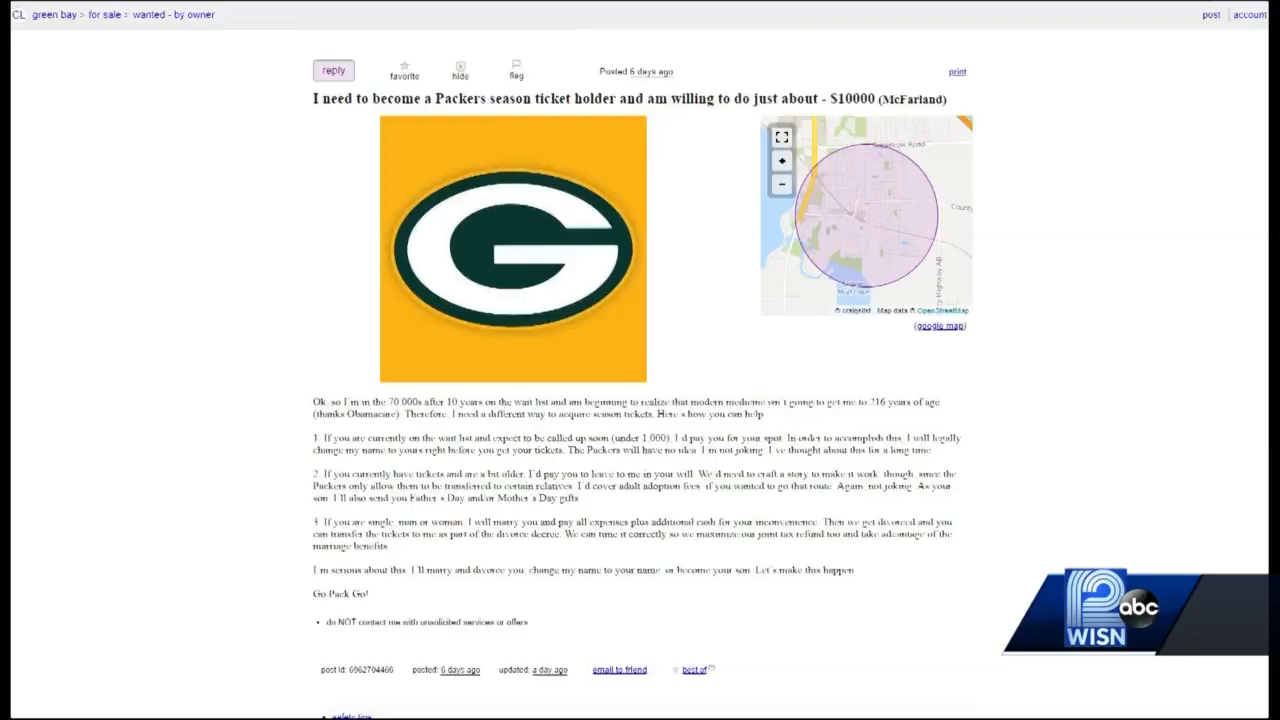 CL green bay > for sale > wanted - by owner
post account
reply favorite hide flag Posted 6 days ago print
I need to become a Packers season ticket holder and am willing to do just about - $10000 (McFarland)
G
County
© craigslist Map data © OpenStreetMap
(google map)
Ok, so I'm in the 70,000s after 10 years on the wait list and am beginning to realize that modern medicine isn't going to get me to 216 years of age
(thanks Obamacare). Therefore, I need a different way to acquire season tickets. Here's how you can help:
1. If you are currently on the wait list and expect to be called up soon (under 1,000), I'd pay you for your spot. In order to accomplish this, I will legally
change my name to yours right before you get your tickets. The Packers will have no idea. I'm not joking. I've thought about this for a long time.
2. If you currently have tickets and are a bit older, I'd pay you to leave to me in your will. We'd need to craft a story to make it work, though, since the
Packers only allow them to be transferred to certain relatives. I'd cover adult adoption fees, if you wanted to go that route. Again, not joking. As your
son, I'll also send you Father's Day and/or Mother's Day gifts.
3. If you are single, man or woman, I will marry you and pay all expenses plus additional cash for your inconvenience. Then we get divorced and you
can transfer the tickets to me as part of the divorce decree. We can time it correctly so we maximize our joint tax refund too and take advantage of the
marriage benefits.
I'm serious about this. I'll marry and divorce you, change my name to your name, or become your son. Let's make this happen.
Go Pack Go!
• do NOT contact me with unsolicited services or offers
post id: 6962704466 posted: 6 days ago updated: a day ago email to friend best of [?]
safety tips
12 abc
WISN